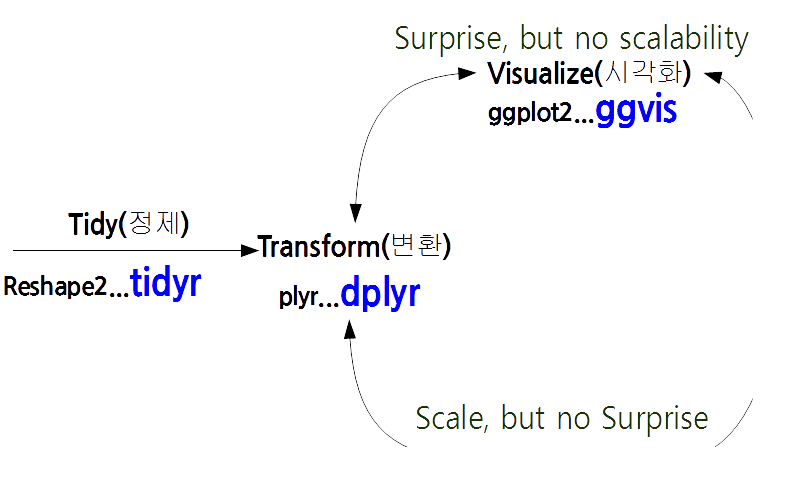 Surprise, but no scalability
Visualize(시각화)
ggplot2...ggvis
Tidy(정제)
Transform(변환)
Reshape2...tidyr
plyr...dplyr
Scale, but no Surprise